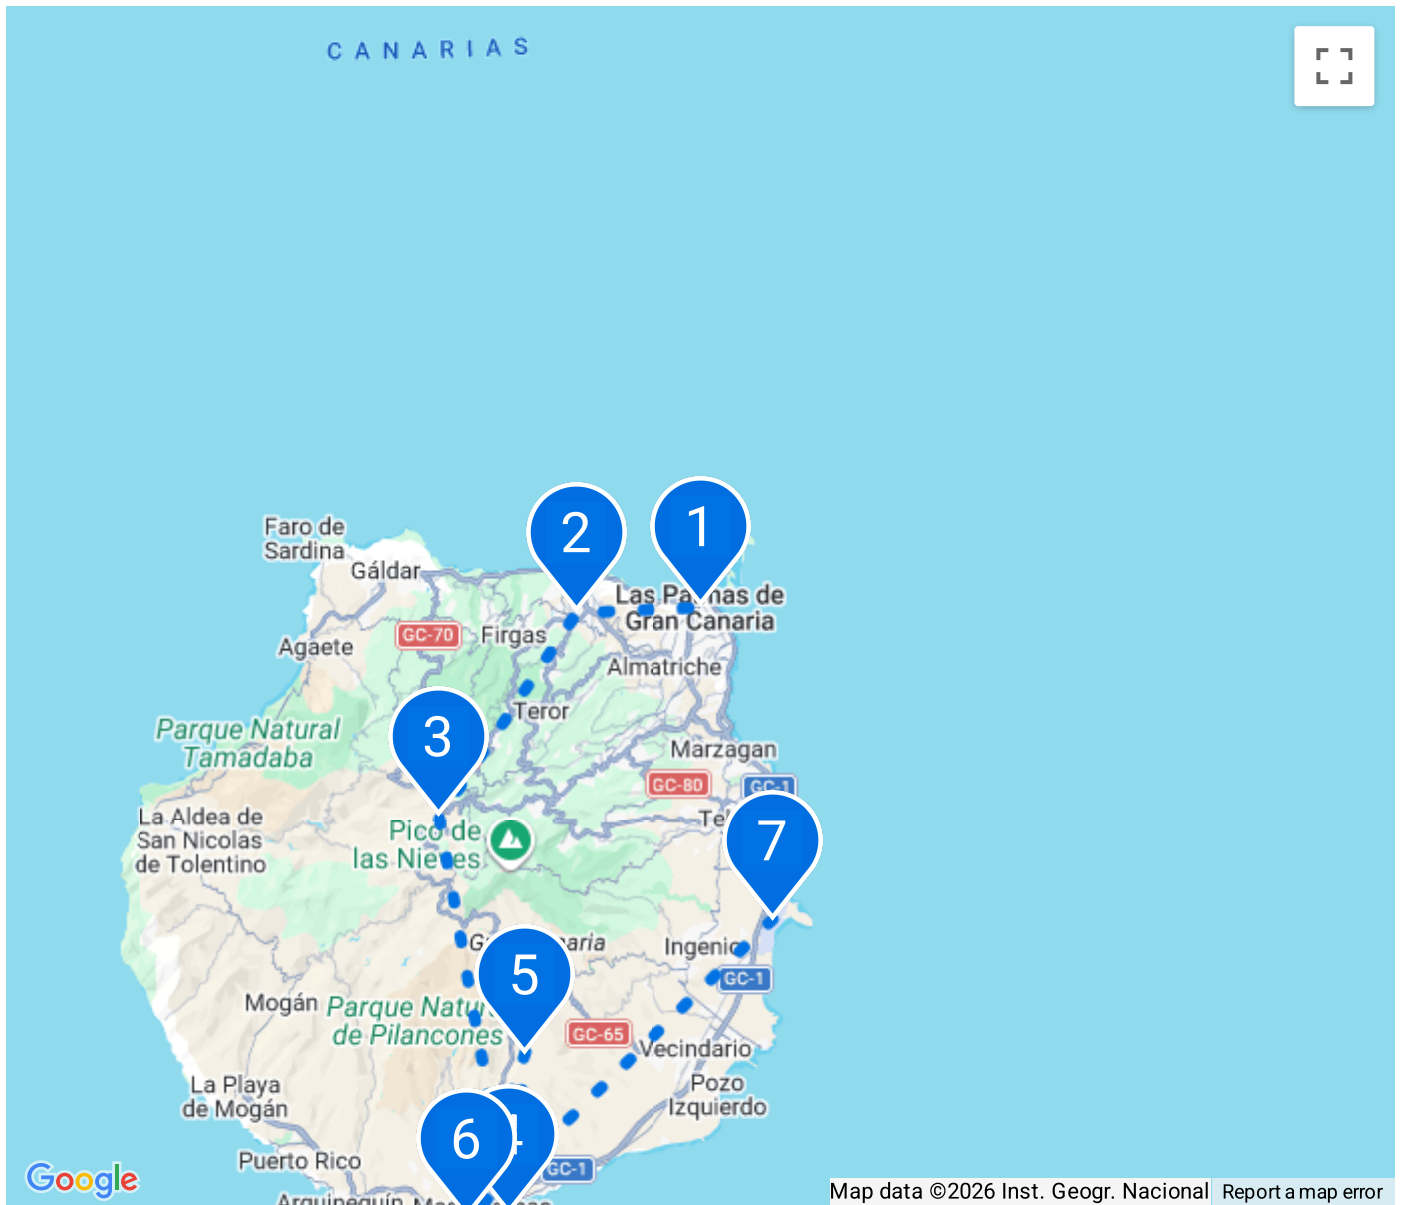 CANARIAS
2
1
Faro de
Sardina
Gáldar
Las Palmas de
Gran Canaria
GC-70
Firgas
Agaete
Almatriche
3
Teror
Parque Natural
Tamadaba
Marzagan
GC-80
GC-1
La Aldea de
San Nicolas
de Tolentino
Pico de
las Nieves
7
Ingenio
5
GC-1
Mogán
Parque Natu
de Pilancones
GC-65
Vecindario
La Playa
de Mogán
Pozo
Izquierdo
6
4
Puerto Rico
GC-1
Arguineguín
Google
Map data ©2026 Inst. Geogr. Nacional
Report a map error